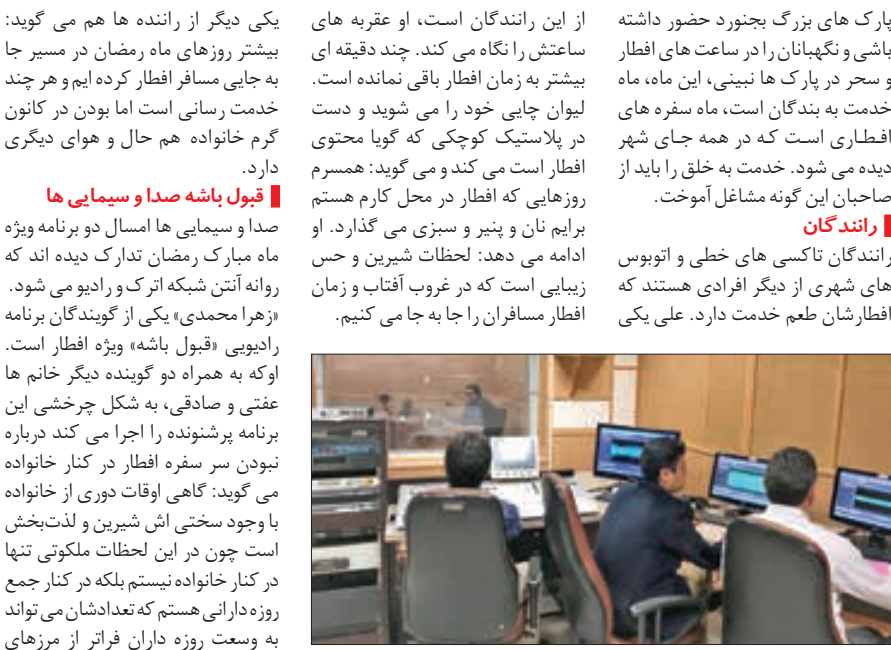 پارک های بزرگ بجنورد حضور داشته
باشی و نگهبانان را در ساعت های افطار
و سحر در پارک ها نبینی، این ماه، ماه
خدمت به بندگان است، ماه سفره های
افطاری است که در همه جای شهر
دیده می شود. خدمت به خلق را باید از
صاحبان این گونه مشاغل آموخت.
رانندگان
رانندگان تاکسی های خطی و اتوبوس
های شهری از دیگر افرادی هستند که
افطارشان طعم خدمت دارد. علی یکی
از این رانندگان است، او عقربه های
ساعتش را نگاه می کند. چند دقیقه ای
بیشتر به زمان افطار باقی نمانده است.
لیوان چایی خود را می شوید و دست
در پلاستیک کوچکی که گویا محتوی
افطار است می کند و می گوید: همسرم
روزهایی که افطار در محل کارم هستم
برایم نان و پنیر و سبزی می گذارد. او
ادامه می دهد: لحظات شیرین و حس
زیبایی است که در غروب آفتاب و زمان
افطار مسافران را جا به جا می کنیم.
یکی دیگر از راننده ها هم می گوید:
بیشتر روزهای ماه رمضان در مسیر جا
به جایی مسافر افطار کرده ایم و هر چند
خدمت رسانی است اما بودن در کانون
گرم خانواده هم حال و هوای دیگری
دارد.
قبول باشه صدا و سیمایی ها
صدا و سیمایی ها امسال دو برنامه ویژه
ماه مبارک رمضان تدارک دیده اند که
روانه آنتن شبکه اترک و رادیو می شود.
«زهرا محمدی» یکی از گویندگان برنامه
رادیویی «قبول باشه» ویژه افطار است.
اوکه به همراه دو گوینده دیگر خانم ها
عفتی و صادقی، به شکل چرخشی این
برنامه پرشنونده را اجرا می کند درباره
نبودن سر سفره افطار در کنار خانواده
می گوید: گاهی اوقات دوری از خانواده
با وجود سختی اش شیرین و لذت‌بخش
است چون در این لحظات ملکوتی تنها
در کنار خانواده نیستم بلکه در کنار جمع
روزه دارانی هستم که تعدادشان می تواند
به وسعت روزه داران فراتر از مرزهای